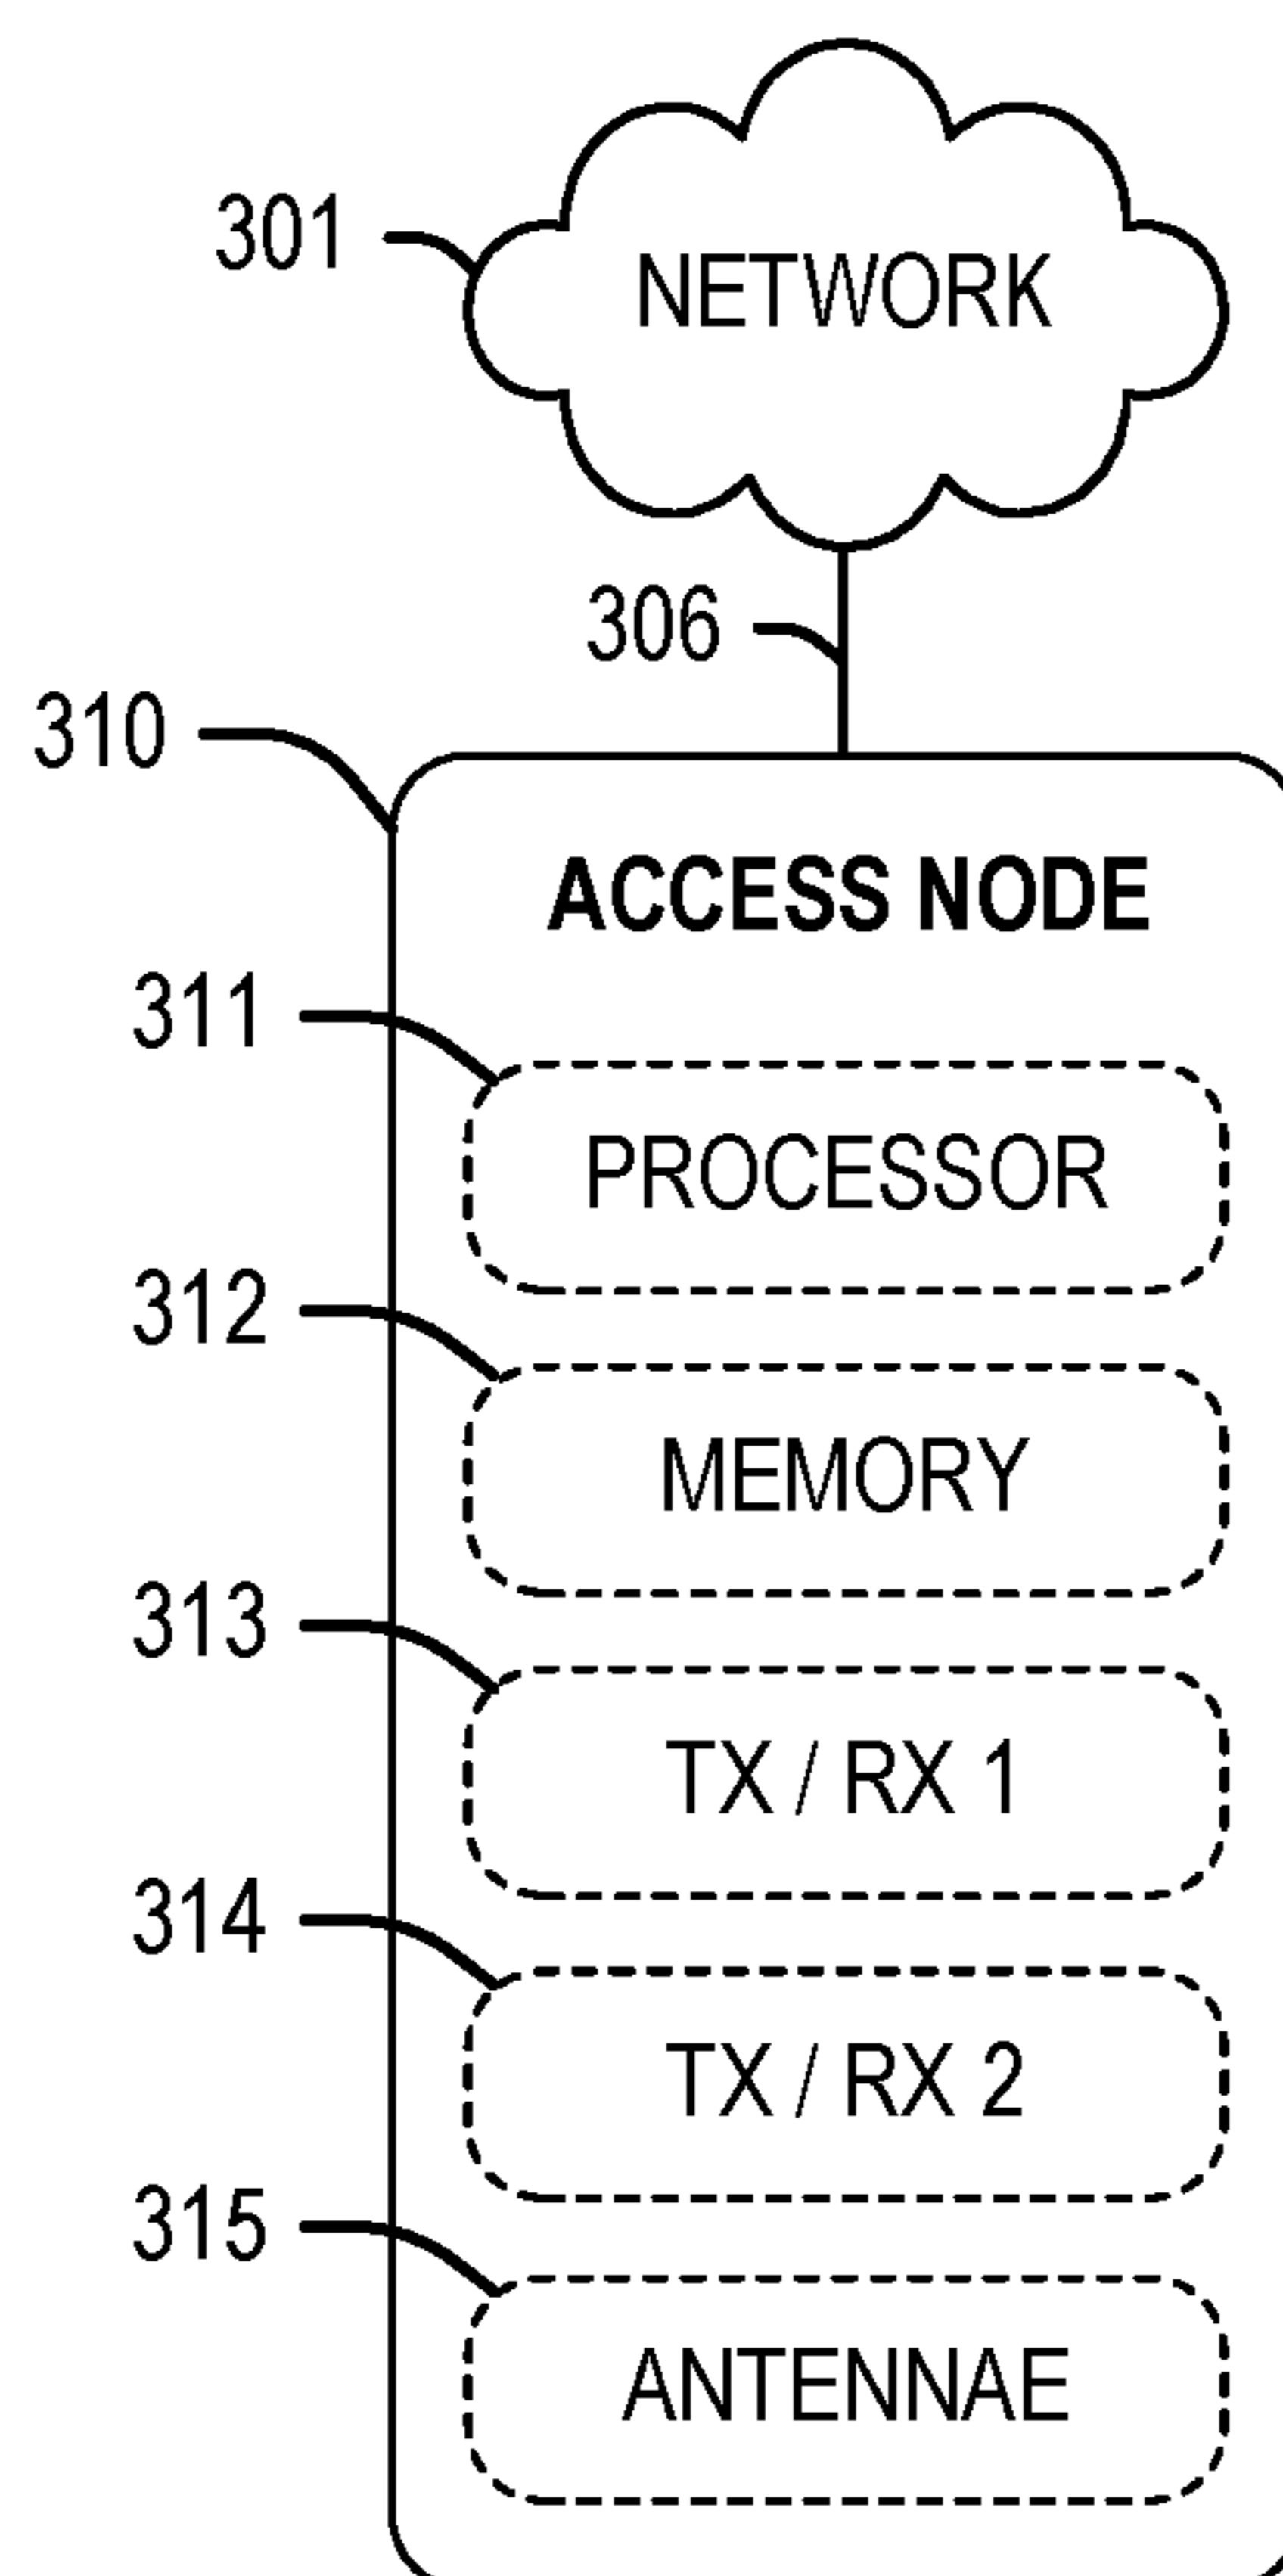 301
NETWORK
306
310
ACCESS NODE
311
PROCESSOR
312
MEMORY
313
TX / RX 1
314
TX / RX 2
315
ANTENNAE